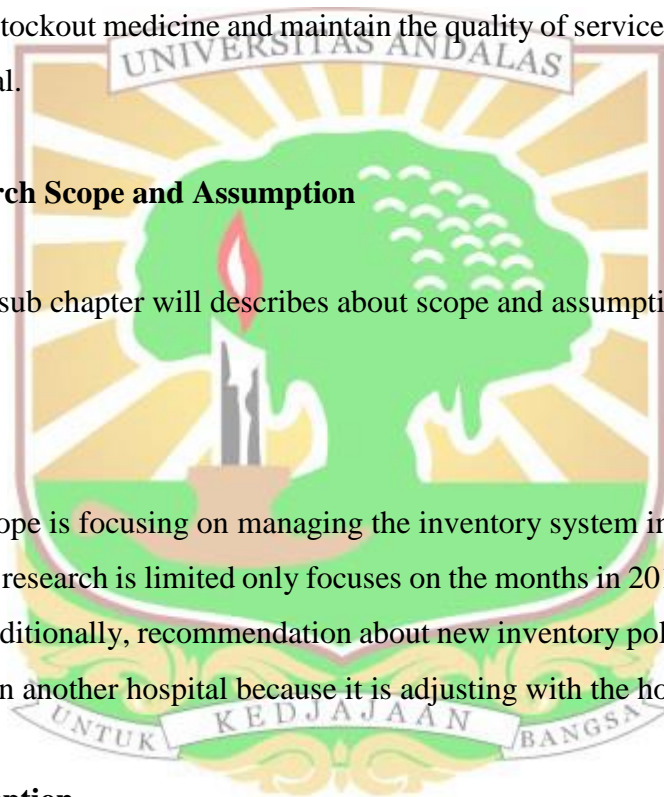 tockout medicine and maintain the quality of service
UNIVERSITAS ANDALAS
al.
rch Scope and Assumption
sub chapter will describes about scope and assumpti
ope is focusing on managing the inventory system in
research is limited only focuses on the months in 201
ditionally, recommendation about new inventory pol
n another hospital because it is adjusting with the ho
UNTUK KEDJAJAAN BANGSA
ption